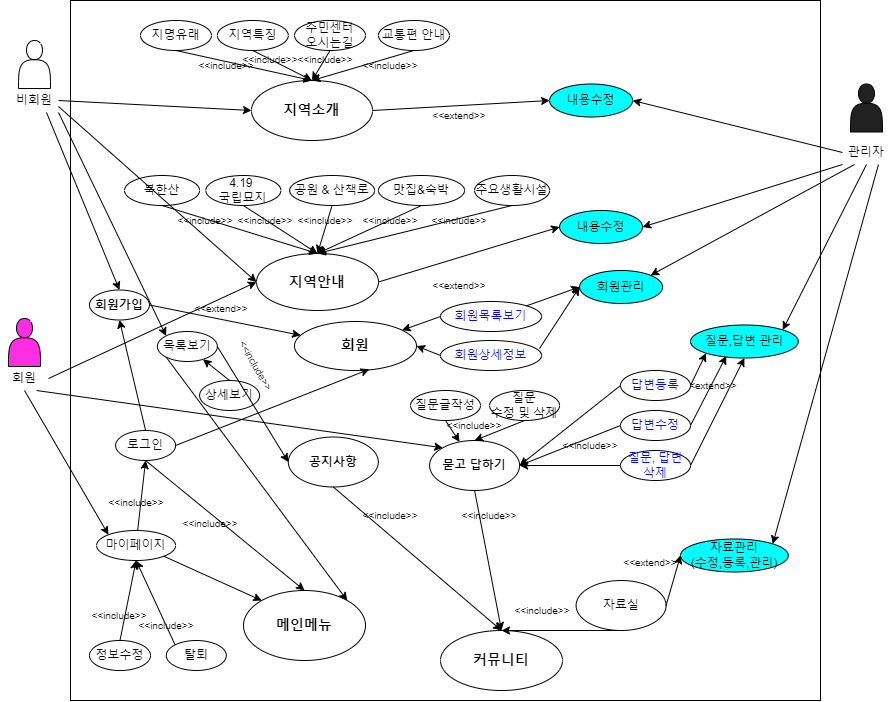 지명유래
지역특징
주민센터
오시는길
교통편 안내
<<include>>
<<include>>
<<include>>
<<include>>
비회원
지역소개
<<extend>>
내용수정
관리자
북한산
4.19
국립묘지
공원 & 산책로
맛집&숙박
주요생활시설
<<include>>
<<include>>
<<include>>
<<include>>
<<include>>
내용수정
지역안내
<<extend>>
회원관리
회원가입
<<extend>>
회원목록보기
회원
목록보기
회원상세정보
질문,답변 관리
회원
<<include>>
상세보기
답변등록
<<extend>>
질문글작성
질문
수정 및 삭제
<<include>>
답변수정
로그인
<<include>>
공지사항
묻고 답하기
질문, 답변
삭제
<<include>>
<<include>>
<<include>>
<<include>>
마이페이지
자료관리
(수정,등록,관리)
<<extend>>
자료실
<<include>>
<<include>>
<<include>>
메인메뉴
정보수정
탈퇴
커뮤니티